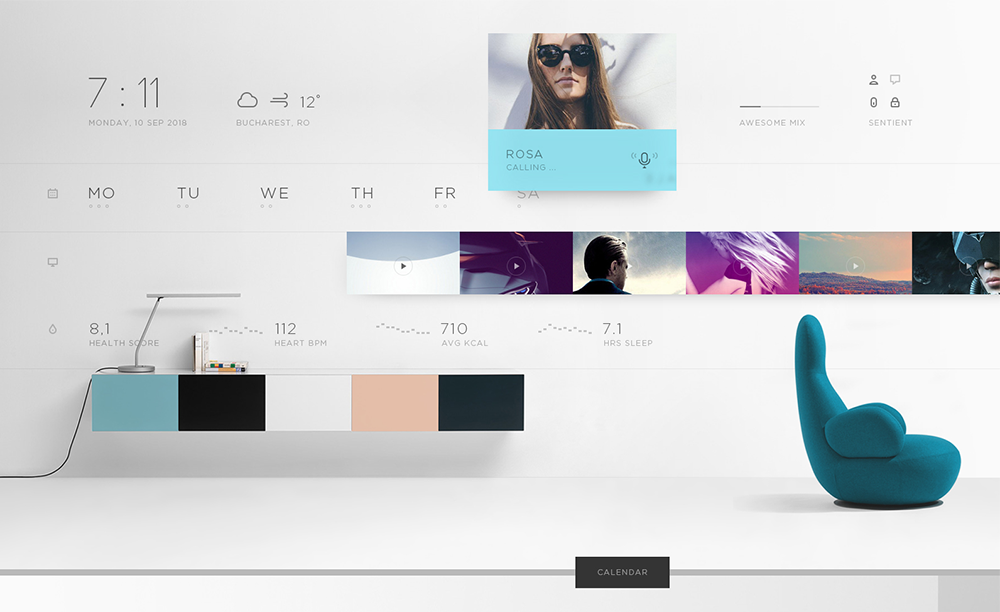 7 : 11
MONDAY, 10 SEP 2018
12°
BUCHAREST, RO
ROSA
CALLING ...
AWESOME MIX
SENTIENT
MO TU WE TH FR SA
8,1
HEALTH SCORE
112
HEART BPM
710
AVG KCAL
7.1
HRS SLEEP
CALENDAR